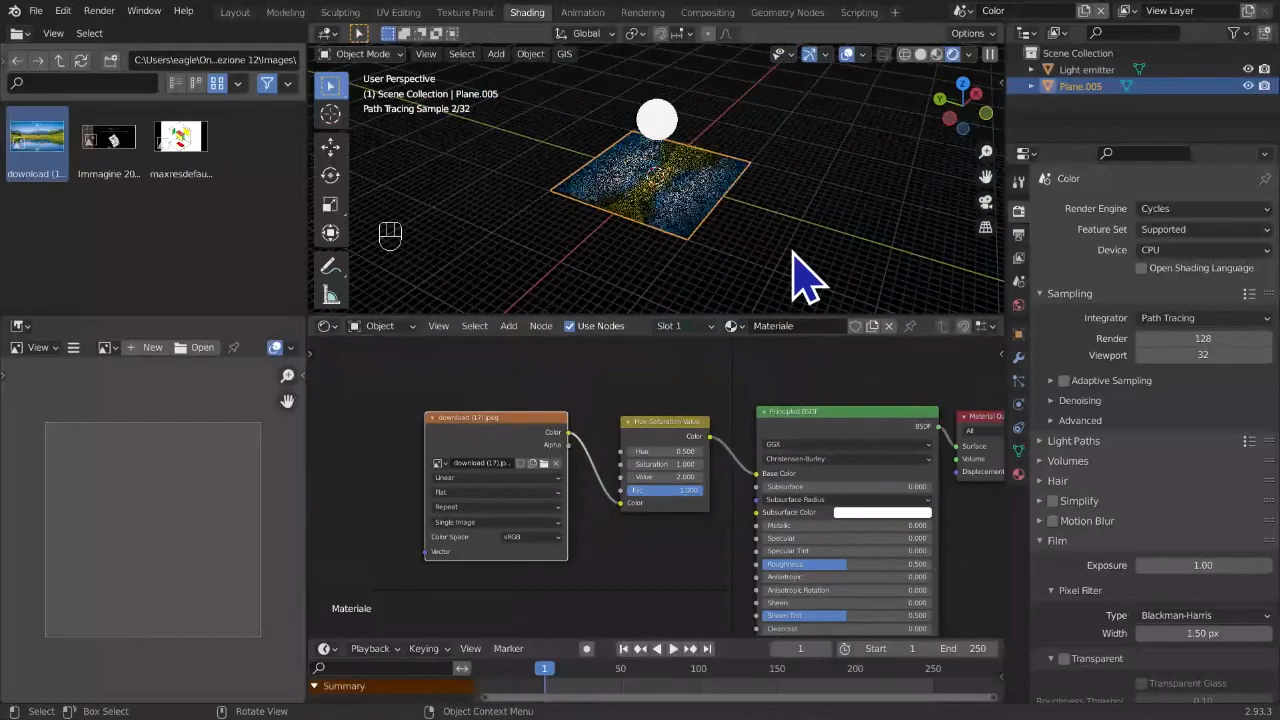 File Edit Render Window Help
Layout Modeling Sculpting UV Editing Texture Paint Shading Animation Rendering Compositing Geometry Nodes Scripting
Color
View Layer
View Select
C:\Users\eagle\On...ezione 12\Images\
download (1...
Immagine 20...
maxresdefau...
Global
Options
Object Mode View Select Add Object GIS
User Perspective
(1) Scene Collection | Plane.005
Path Tracing Sample 2/32
Scene Collection
Light emitter
Plane.005
Color
Render Engine Cycles
Feature Set Supported
Device CPU
Open Shading Language
Sampling
Integrator Path Tracing
Render 128
Viewport 32
Adaptive Sampling
Denoising
Advanced
Light Paths
Volumes
Hair
Simplify
Motion Blur
Film
Exposure 1.00
Pixel Filter
Type Blackman-Harris
Width 1.50 px
Transparent
Transparent Glass
0.10
View
New
Open
Object View Select Add Node Use Nodes Slot 1 Materiale
download (17).jpeg
Color
Alpha
download (17).jp..
Linear
Flat
Repeat
Single Image
Color Space sRGB
Vector
Hue Saturation Value
Color
Hue 0.500
Saturation 1.000
Value 2.000
Fac 1.000
Color
Principled BSDF
BSDF
GGX
Christensen-Burley
Base Color
Subsurface 0.000
Subsurface Radius
Subsurface Color
Metallic 0.000
Specular 0.000
Specular Tint 0.000
Roughness 0.500
Anisotropic 0.000
Anisotropic Rotation 0.000
Sheen 0.000
Sheen Tint 0.500
Clearcoat 0.000
Material Ou
All
Surface
Volume
Displacement
Materiale
Playback Keying View Marker
1
Start 1
End 250
1 50 100 150 200 250
Summary
Select
Box Select
Rotate View
Object Context Menu
2.93.3